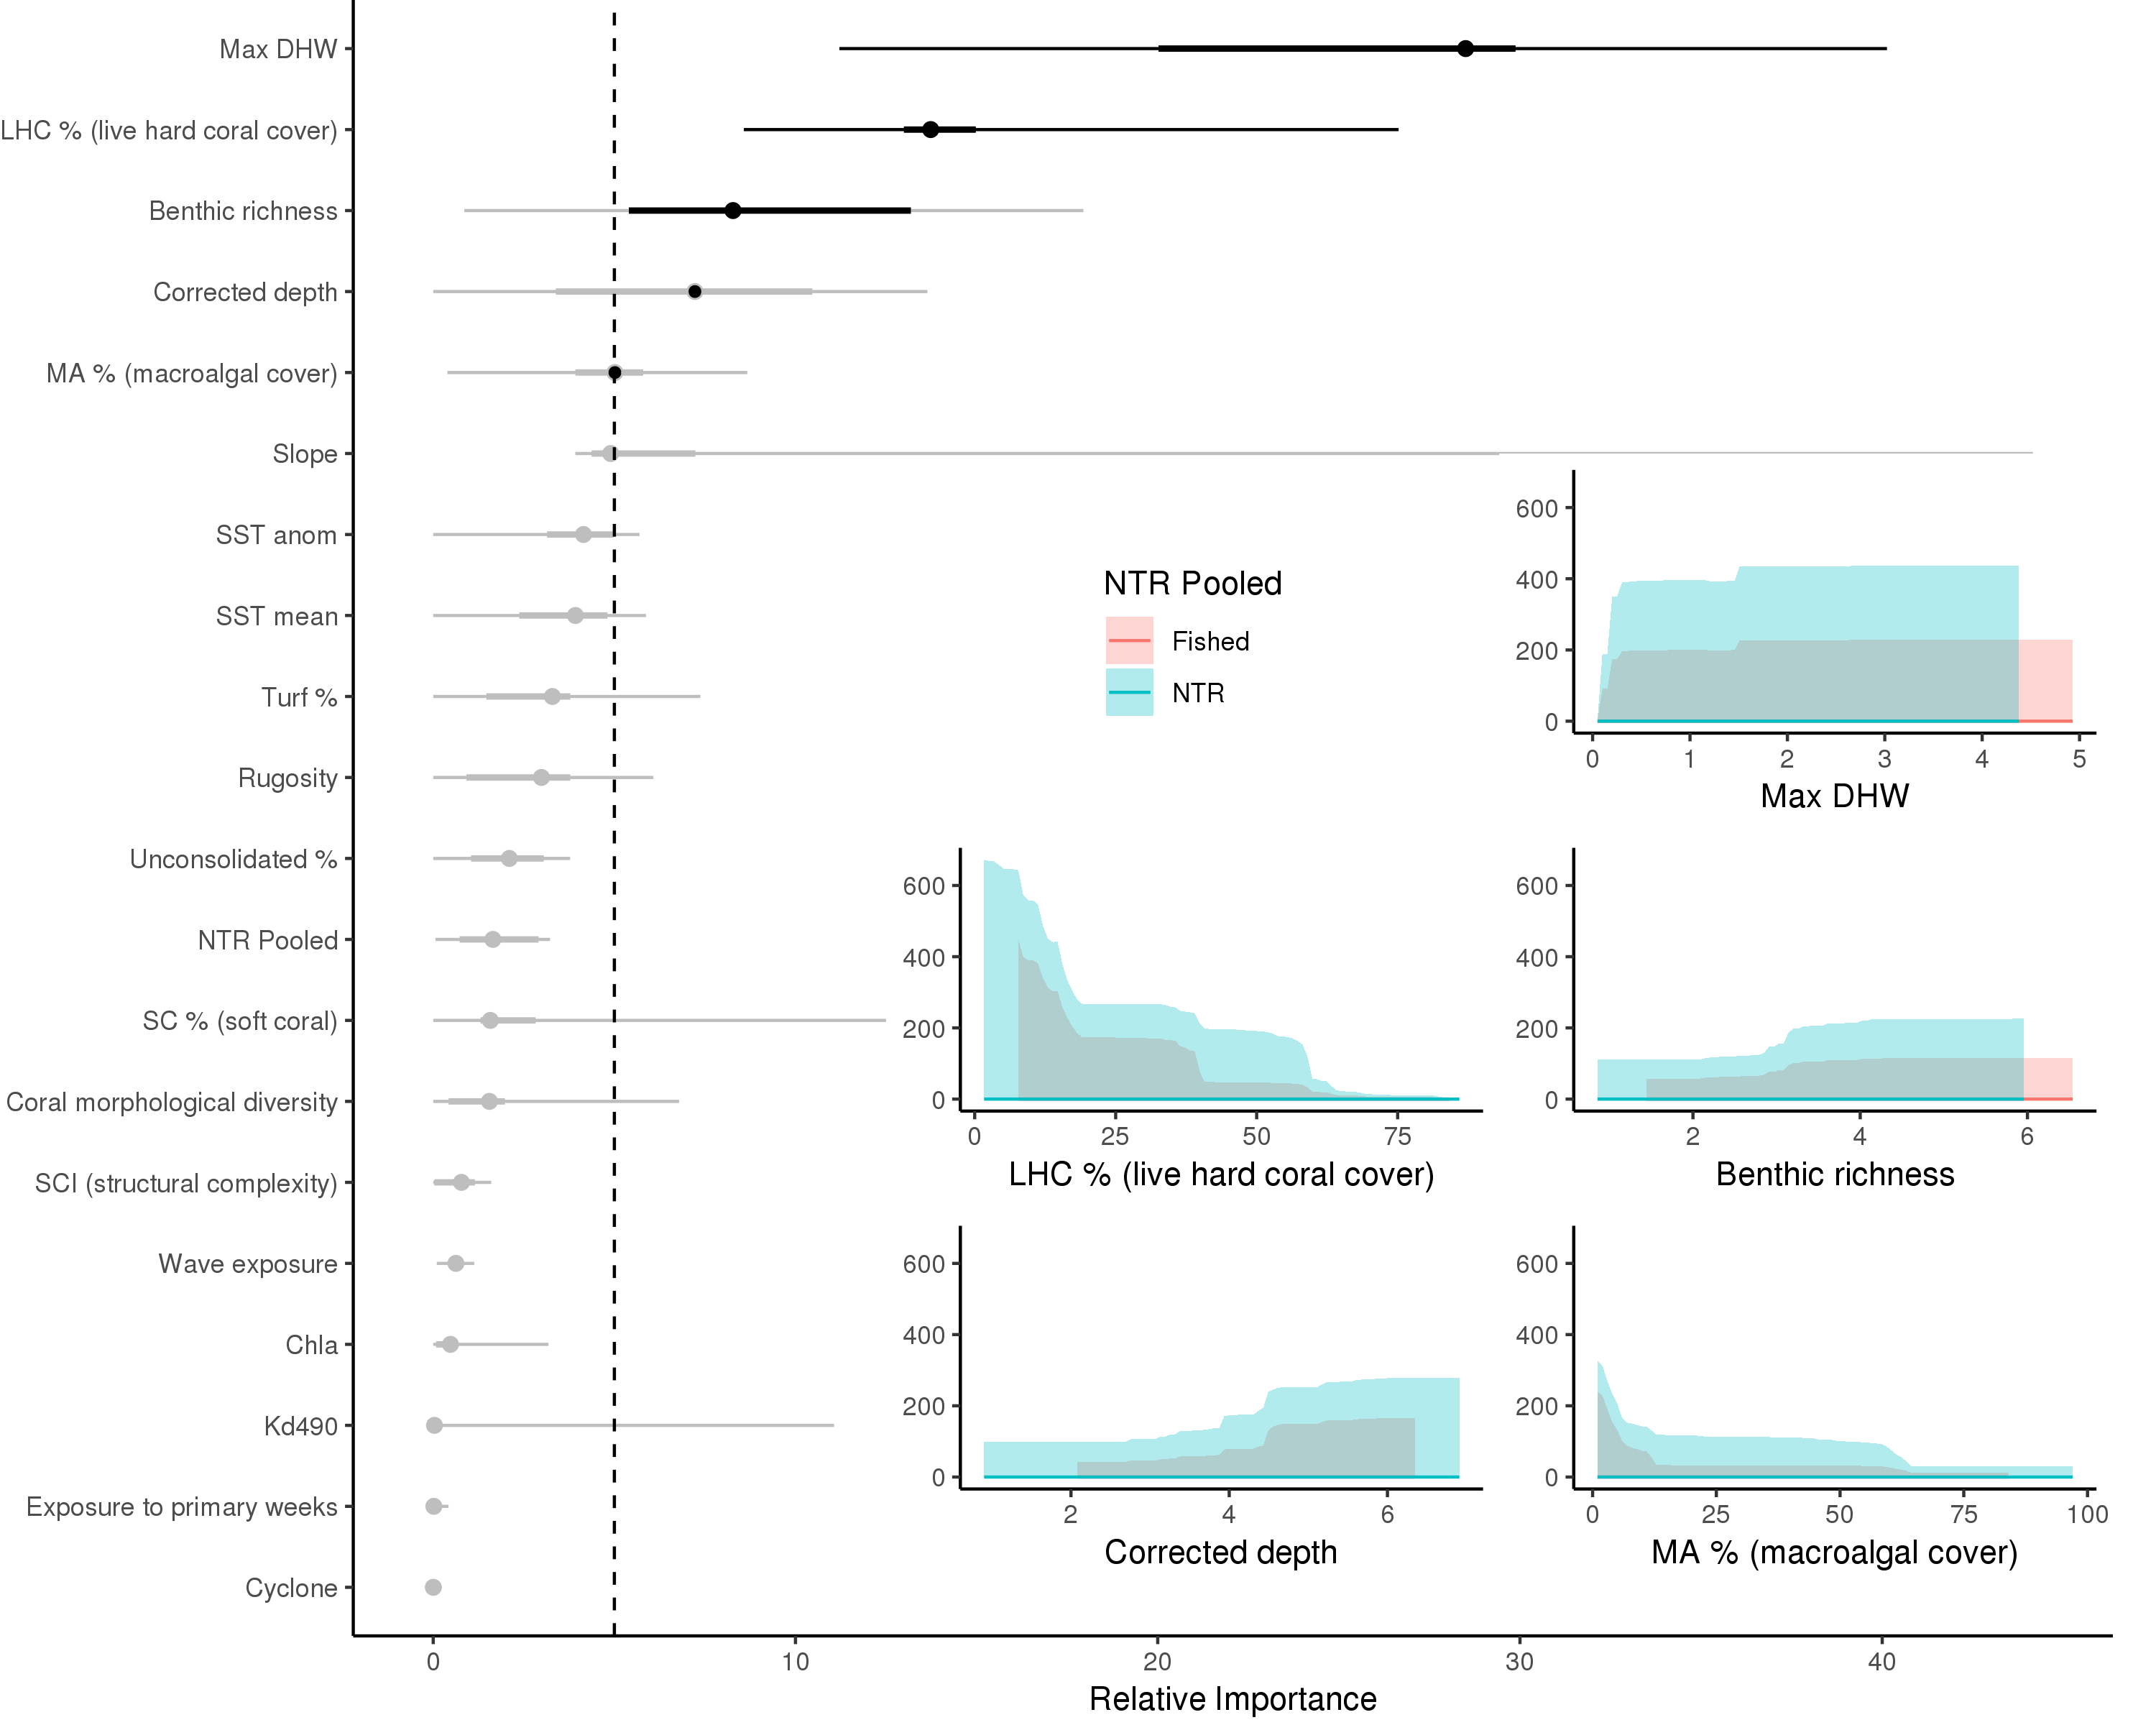 Max DHW
LHC % (live hard coral cover)
Benthic richness
Corrected depth
MA % (macroalgal cover)
Slope
SST anom
SST mean
Turf %
Rugosity
Unconsolidated %
NTR Pooled
SC % (soft coral)
Coral morphological diversity
SCI (structural complexity)
Wave exposure
Chla
Kd490
Exposure to primary weeks
Cyclone
0 10 20 30 40
Relative Importance
NTR Pooled
Fished
NTR
600
400
200
0
0 1 2 3 4 5
Max DHW
600
400
200
0
0 25 50 75
LHC % (live hard coral cover)
600
400
200
0
2 4 6
Benthic richness
600
400
200
0
2 4 6
Corrected depth
600
400
200
0
0 25 50 75 100
MA % (macroalgal cover)